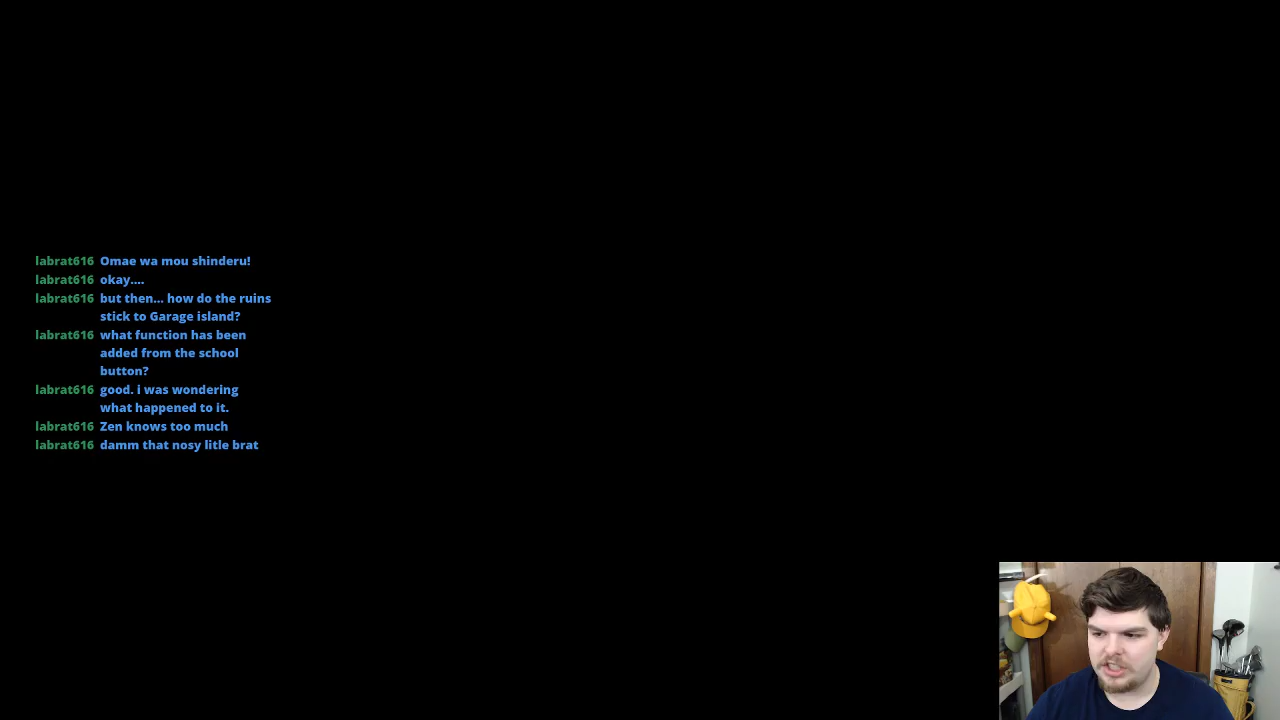 labrat616 Omae wa mou shinderu!
labrat616 okay....
labrat616 but then... how do the ruins
stick to Garage island?
labrat616 what function has been
added from the school
button?
labrat616 good. i was wondering
what happened to it.
labrat616 Zen knows too much
labrat616 damm that nosy litle brat